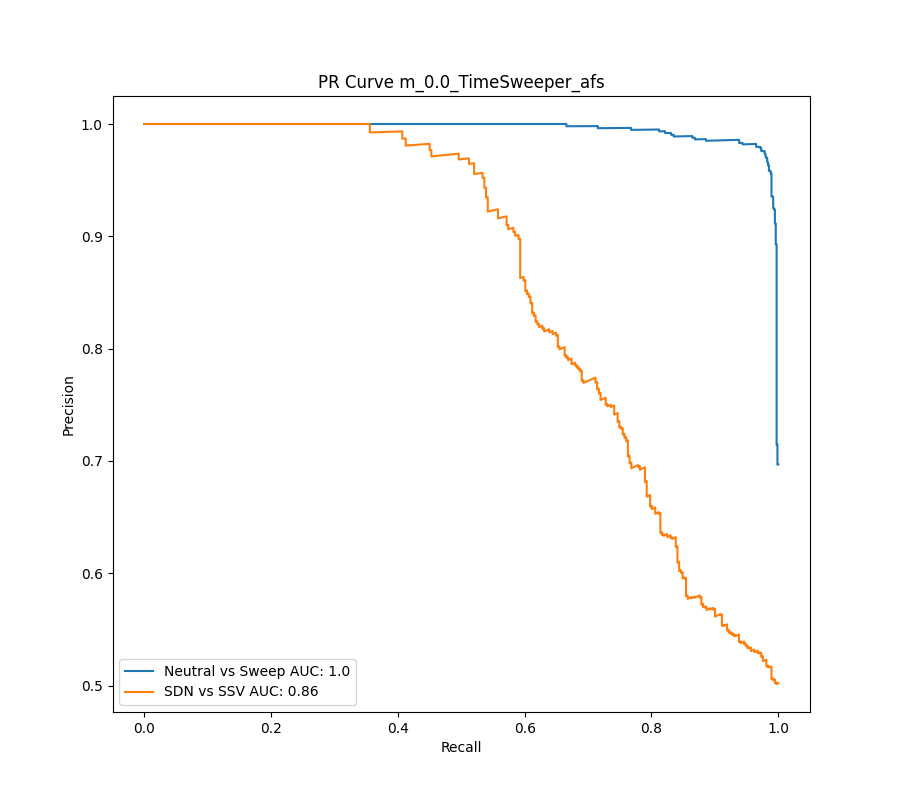 PR Curve m_0.0_TimeSweeper_afs
1.0
0.9
0.8
0.7
0.6
0.5
Precision
Neutral vs Sweep AUC: 1.0
SDN vs SSV AUC: 0.86
0.0 0.2 0.4 0.6 0.8 1.0
Recall